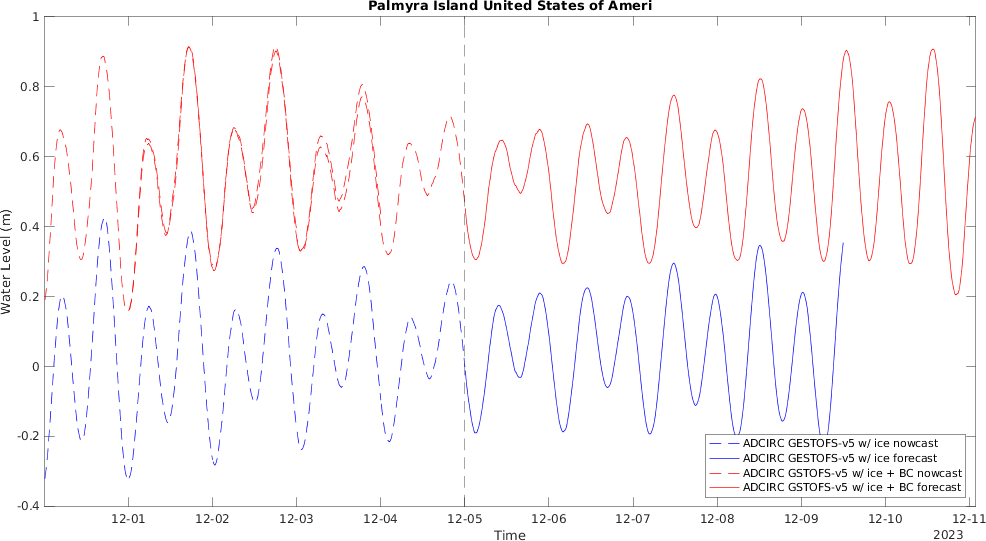 Palmyra Island United States of Ameri
Water Level (m)
1
0.8
0.6
0.4
0.2
0
-0.2
-0.4
ADCIRC GESTOFS-v5 w/ ice nowcast
ADCIRC GESTOFS-v5 w/ ice forecast
ADCIRC GSTOFS-v5 w/ ice + BC nowcast
ADCIRC GSTOFS-v5 w/ ice + BC forecast
12-01 12-02 12-03 12-04 12-05 12-06 12-07 12-08 12-09 12-10 12-11
Time
2023